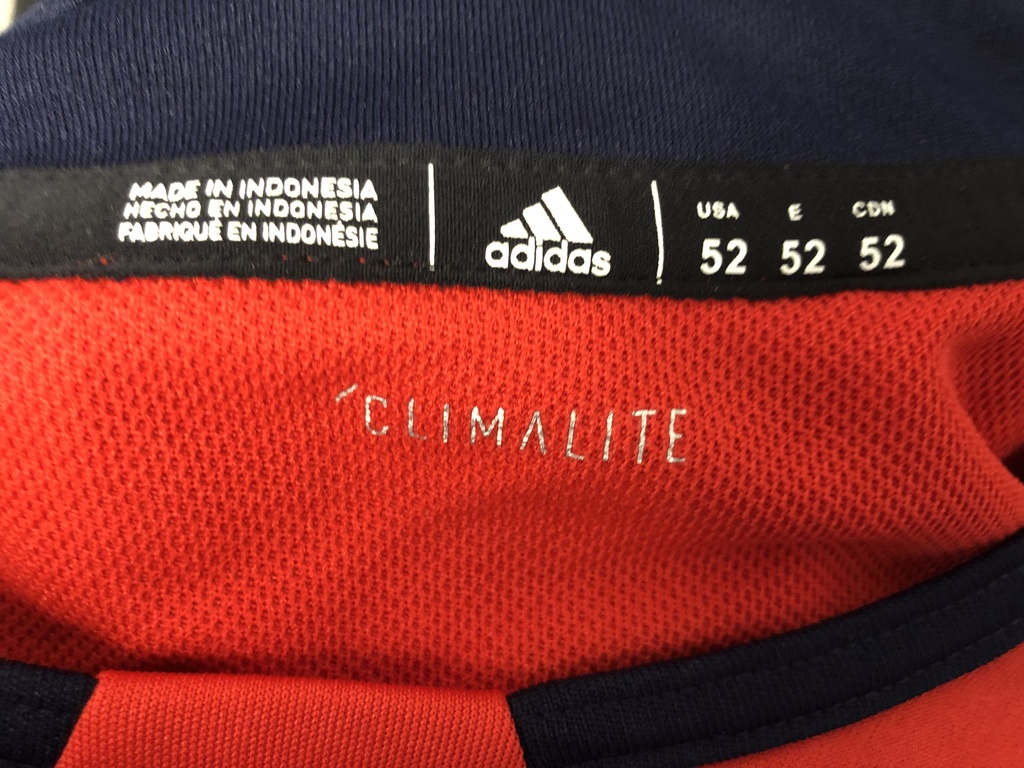 MADE IN INDONESIA
HECHO EN INDONESIA
FABRIQUÉ EN INDONÉSIE
adidas
USA E CDN
52 52 52
CLIMALITE